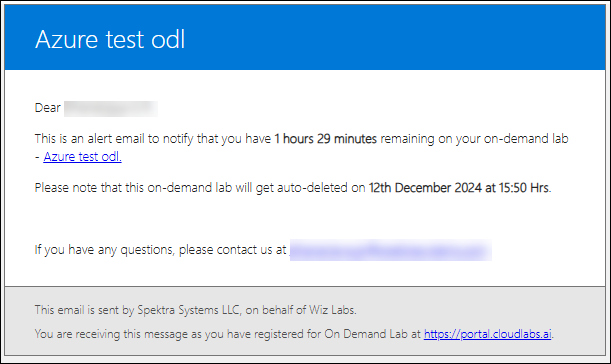 Azure test odl
Dear
This is an alert email to notify that you have 1 hours 29 minutes remaining on your on-demand lab
- Azure test odl.
Please note that this on-demand lab will get auto-deleted on 12th December 2024 at 15:50 Hrs.
If you have any questions, please contact us at
This email is sent by Spektra Systems LLC, on behalf of Wiz Labs.
You are receiving this message as you have registered for On Demand Lab at https://portal.cloudlabs.ai.